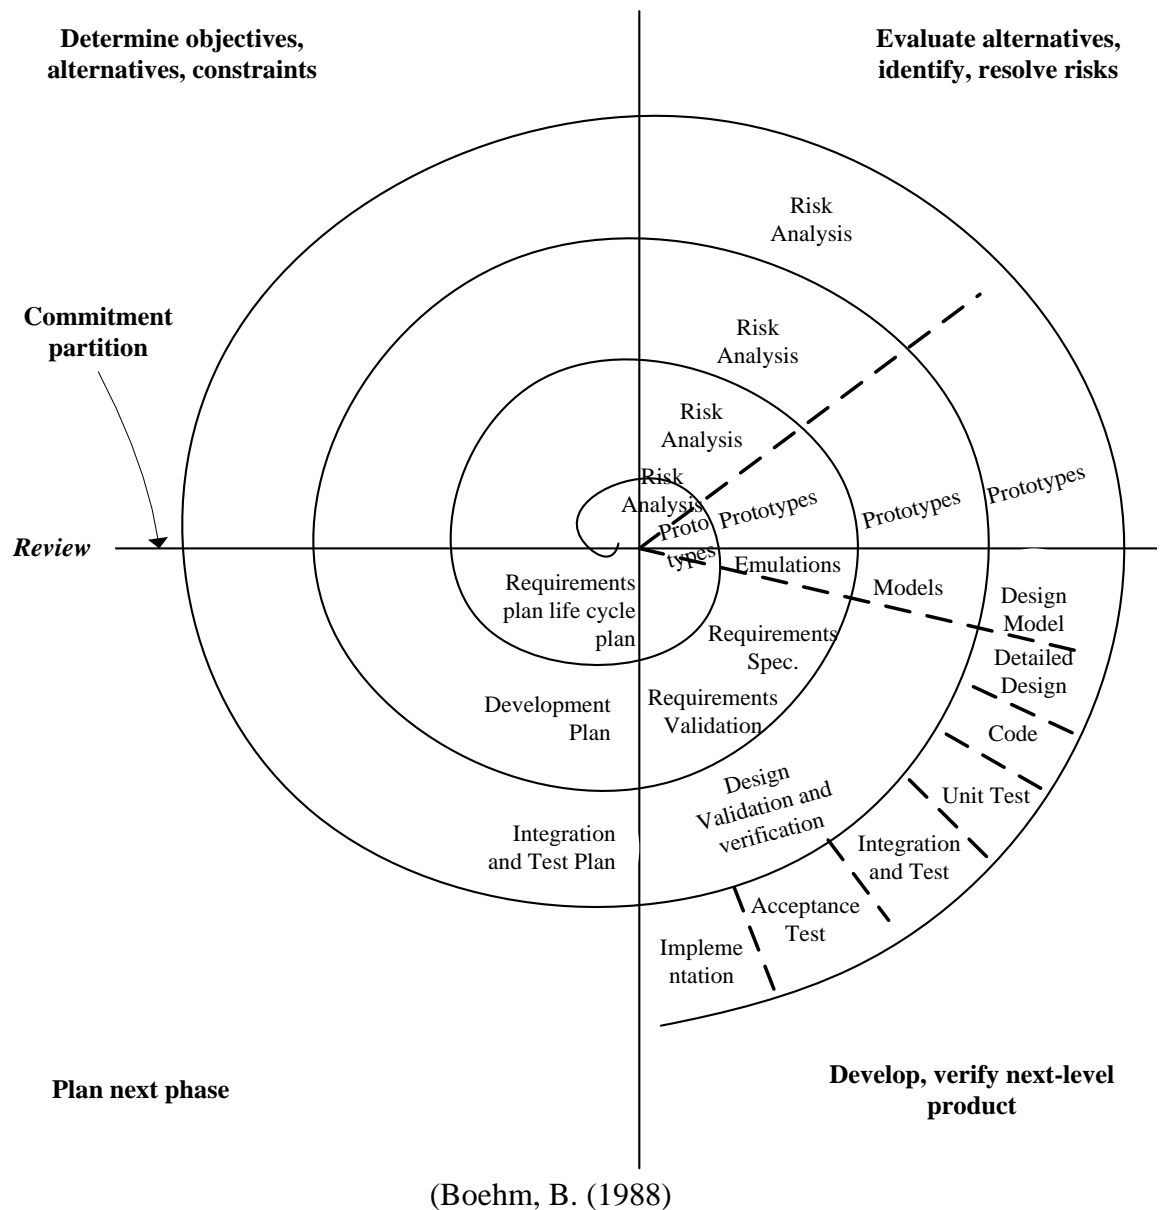 Determine objectives,
alternatives, constraints
Evaluate alternatives,
identify, resolve risks
Risk
Analysis
Commitment
partition
Risk
Analysis
Risk
Analysis
Risk
Analysis
Proto
types
Prototypes
Prototypes
Prototypes
Review
Emulations
Models
Design
Model
Requirements
plan life cycle
plan
Requirements
Spec.
Detailed
Design
Development
Plan
Requirements
Validation
Code
Design
Validation and
verification
Unit Test
Integration
and Test Plan
Integration
and Test
Acceptance
Test
Impleme
ntation
Plan next phase
Develop, verify next-level
product
(Boehm, B. (1988)